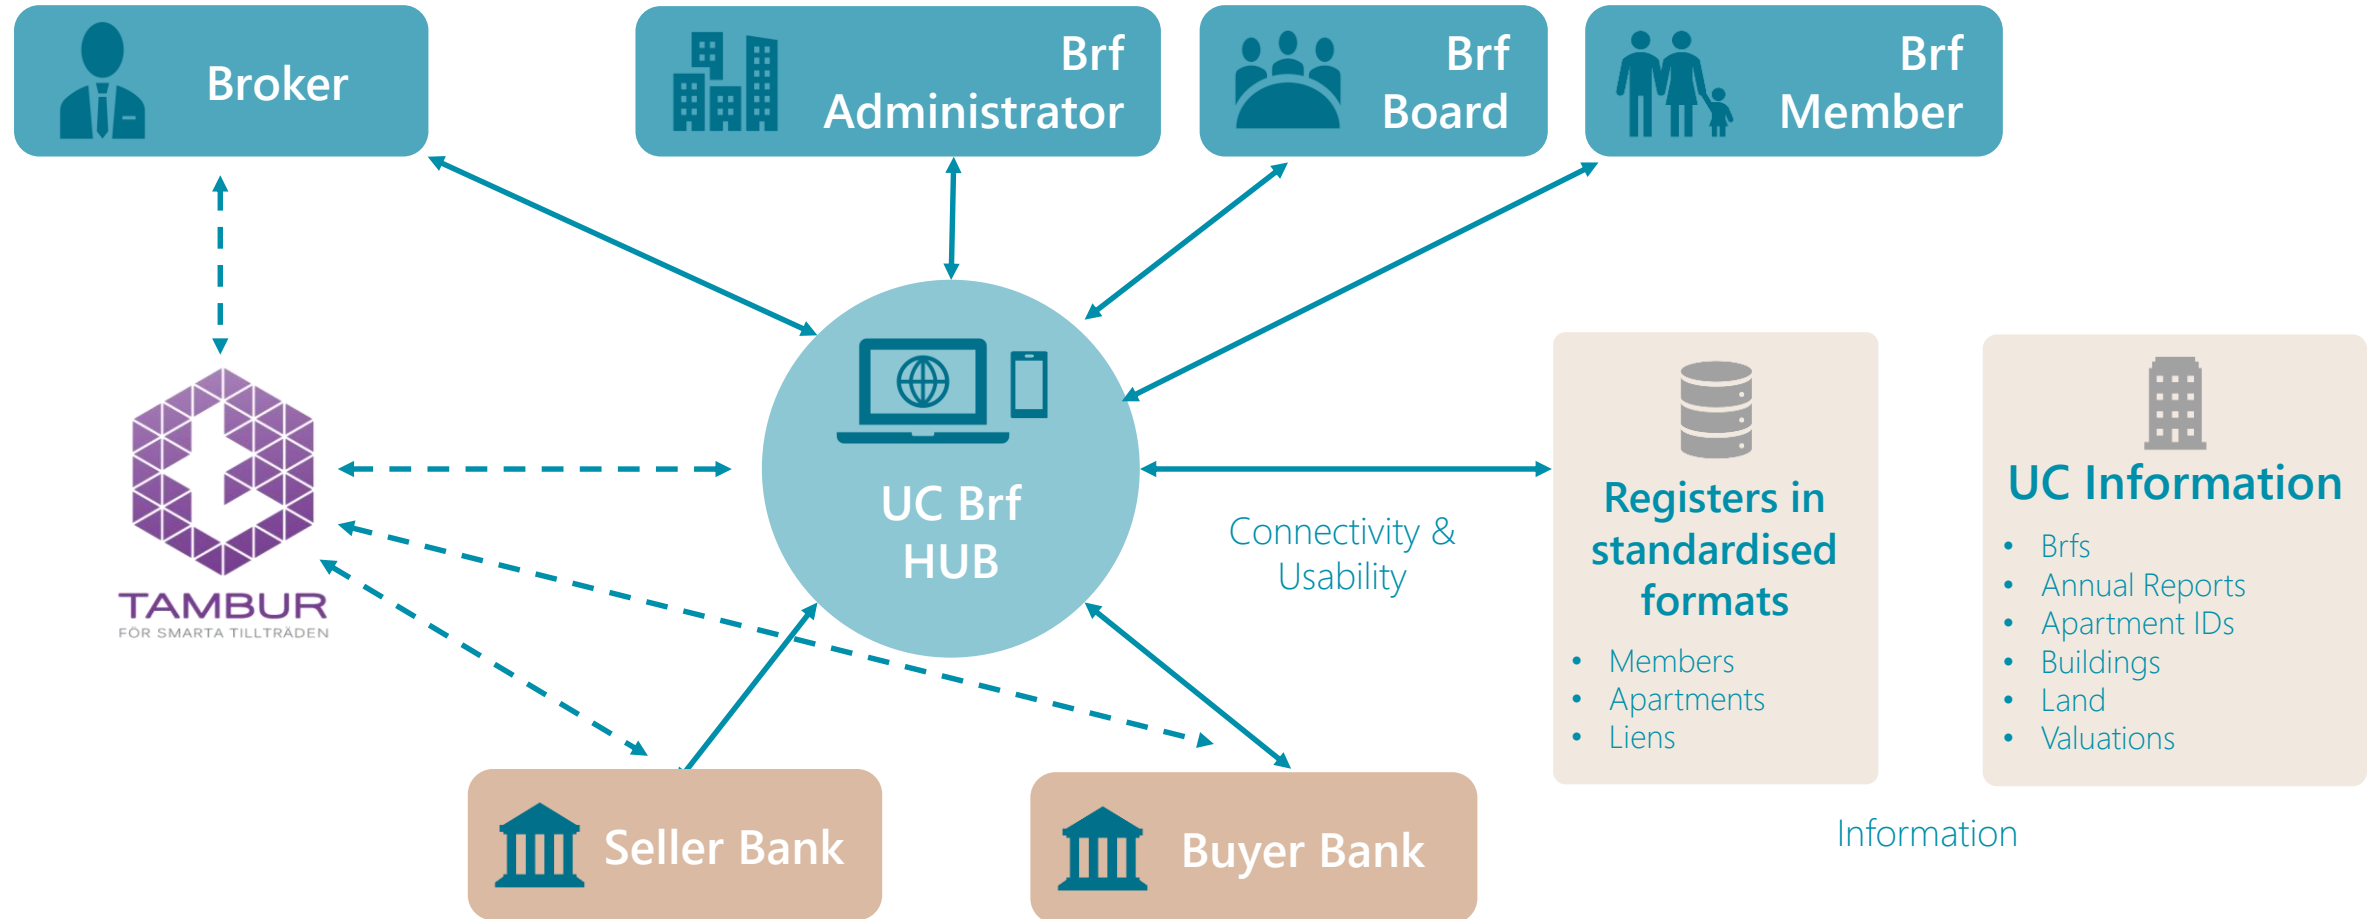 Broker
Brf
Administrator
Brf
Board
Brf
Member
TAMBUR
FÖR SMARTA TILLTRÄDEN
UC Brf
HUB
Connectivity &
Usability
Registers in
standardised
formats
• Members
• Apartments
• Liens
UC Information
• Brfs
• Annual Reports
• Apartment IDs
• Buildings
• Land
• Valuations
Information
Seller Bank
Buyer Bank